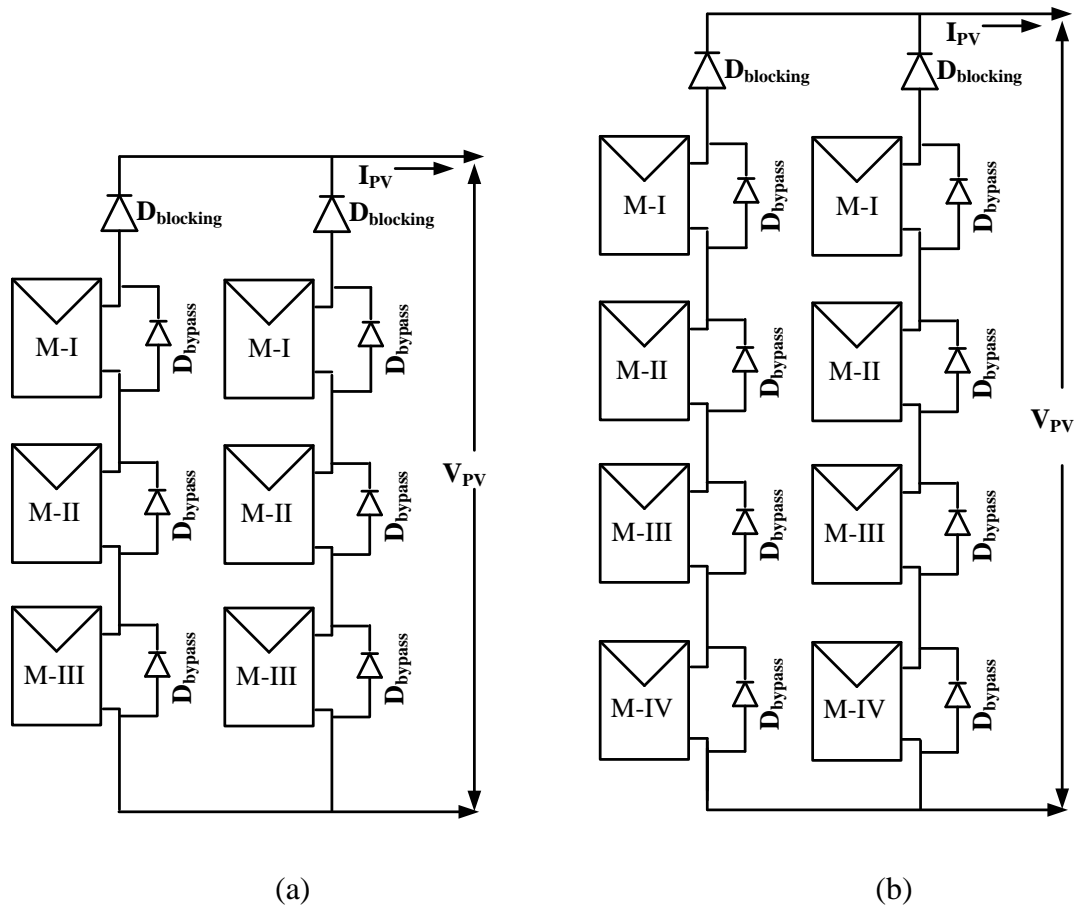 I_PV
D_blocking
D_blocking
M-I
D_bypass
M-I
D_bypass
M-II
D_bypass
M-II
D_bypass
V_PV
M-III
D_bypass
M-III
D_bypass
(a)
I_PV
D_blocking
D_blocking
M-I
D_bypass
M-I
D_bypass
M-II
D_bypass
M-II
D_bypass
V_PV
M-III
D_bypass
M-III
D_bypass
M-IV
D_bypass
M-IV
D_bypass
(b)